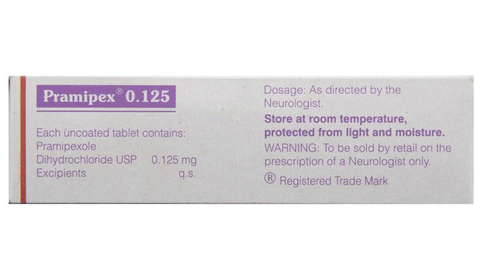 Pramipex® 0.125
Each uncoated tablet contains:
Pramipexole
Dihydrochloride USP 0.125 mg
Excipients q.s.
Dosage: As directed by the
Neurologist.
Store at room temperature,
protected from light and moisture.
WARNING: To be sold by retail on the
prescription of a Neurologist only.
® Registered Trade Mark